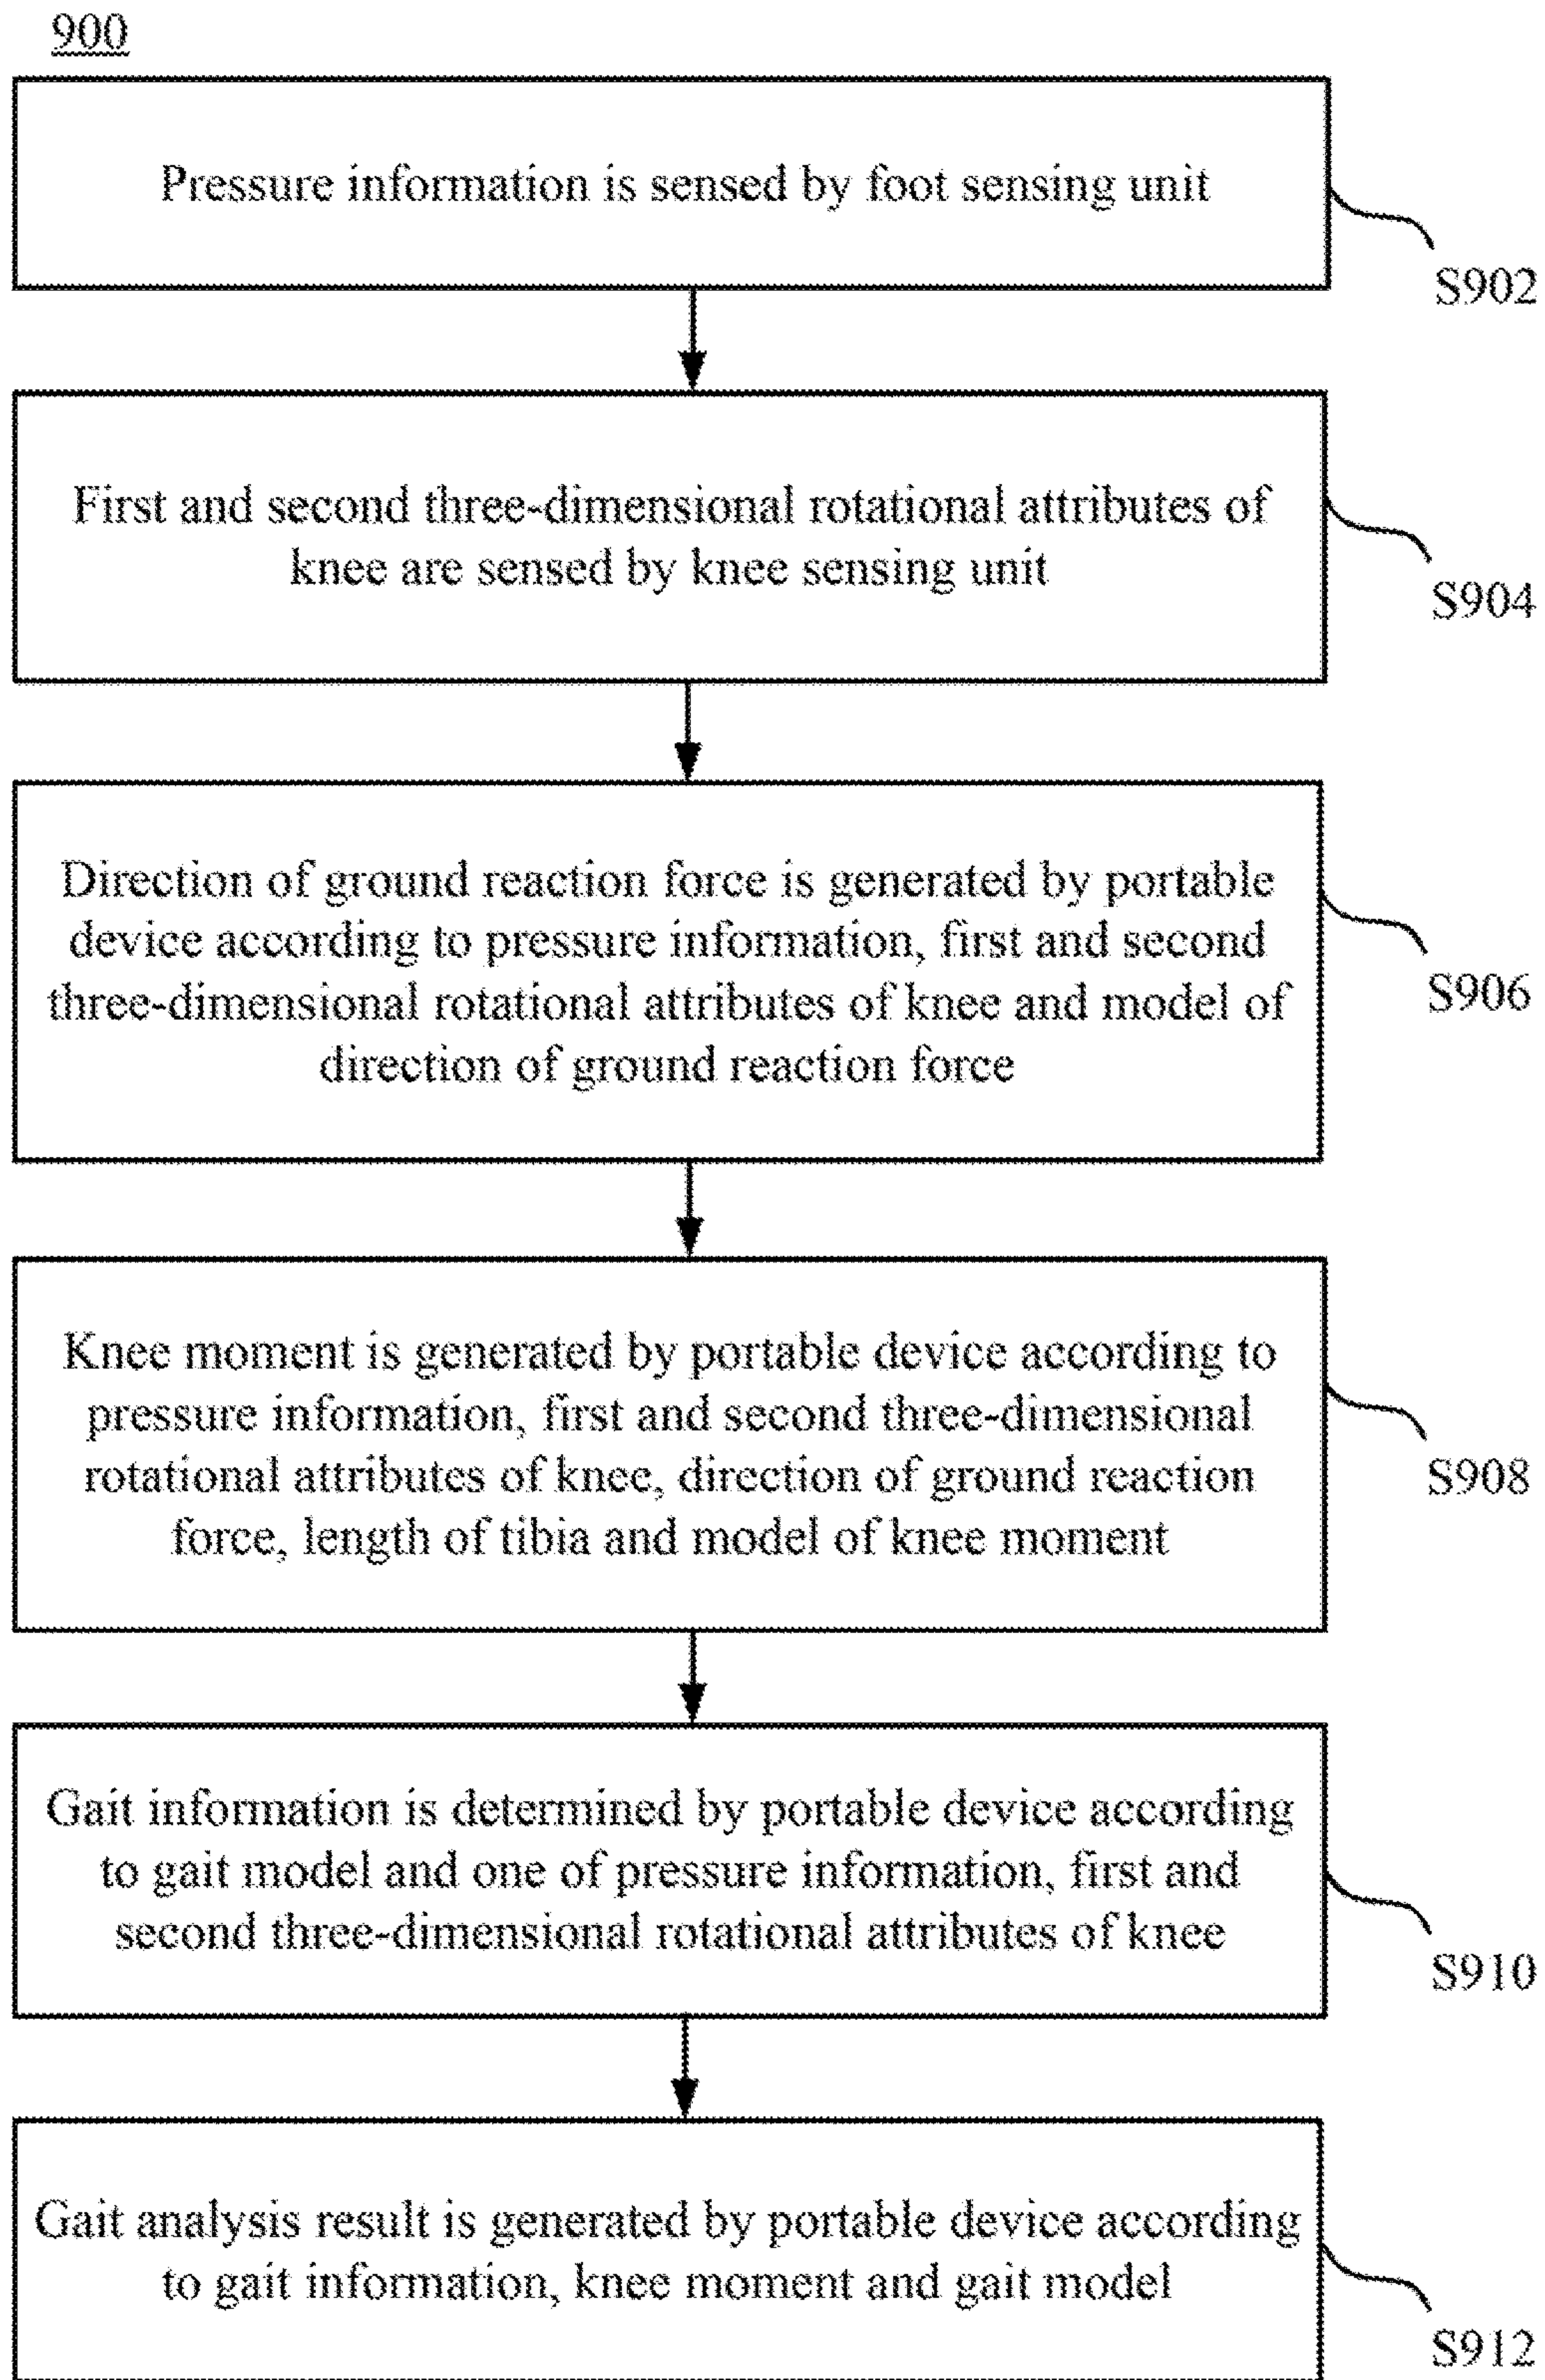 900
Pressure information is sensed by foot sensing unit
S902
First and second three-dimensional rotational attributes of
knee are sensed by knee sensing unit
S904
Direction of ground reaction force is generated by portable
device according to pressure information, first and second
three-dimensional rotational attributes of knee and model of
direction of ground reaction force
S906
Knee moment is generated by portable device according to
pressure information, first and second three-dimensional
rotational attributes of knee, direction of ground reaction
force, length of tibia and model of knee moment
S908
Gait information is determined by portable device according
to gait model and one of pressure information, first and
second three-dimensional rotational attributes of knee
S910
Gait analysis result is generated by portable device according
to gait information, knee moment and gait model
S912